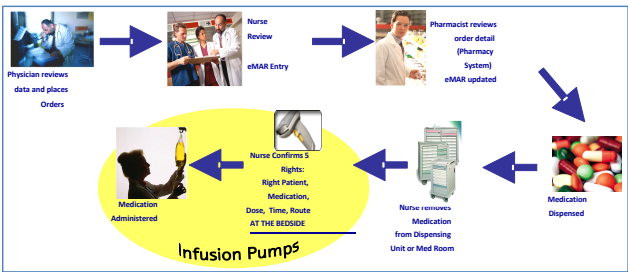 Physician reviews
data and places
Orders
Nurse
Review
eMAR Entry
Pharmacist reviews
order detail
(Pharmacy
System)
eMAR updated
Medication
Dispensed
Nurse removes
Medication
from Dispensing
Unit or Med Room
Nurse Confirms 5
Rights:
Right Patient,
Medication,
Dose, Time, Route
AT THE BEDSIDE
Medication
Administered
Infusion Pumps